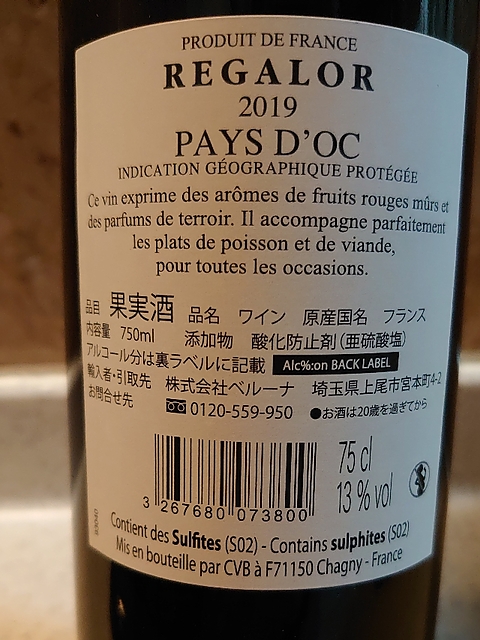 PRODUIT DE FRANCE
REGALOR
2019
PAYS D'OC
INDICATION GÉOGRAPHIQUE PROTÉGÉE
Ce vin exprime des arômes de fruits rouges mûrs et
des parfums de terroir. Il accompagne parfaitement
les plats de poisson et de viande,
pour toutes les occasions.
品目 果実酒 品名 ワイン 原産国名 フランス
内容量 750ml 添加物 酸化防止剤(亜硫酸塩)
アルコール分は裏ラベルに記載 Alc%:on BACK LABEL
輸入者・引取先 株式会社ベルーナ 埼玉県上尾市宮本町4-2
お問合せ先 0120-559-950 ●お酒は20歳を過ぎてから
75 cl
13 % vol
3 267680 073800
Contient des Sulfites (S02) - Contains sulphites (S02)
Mis en bouteille par CVB à F71150 Chagny - France